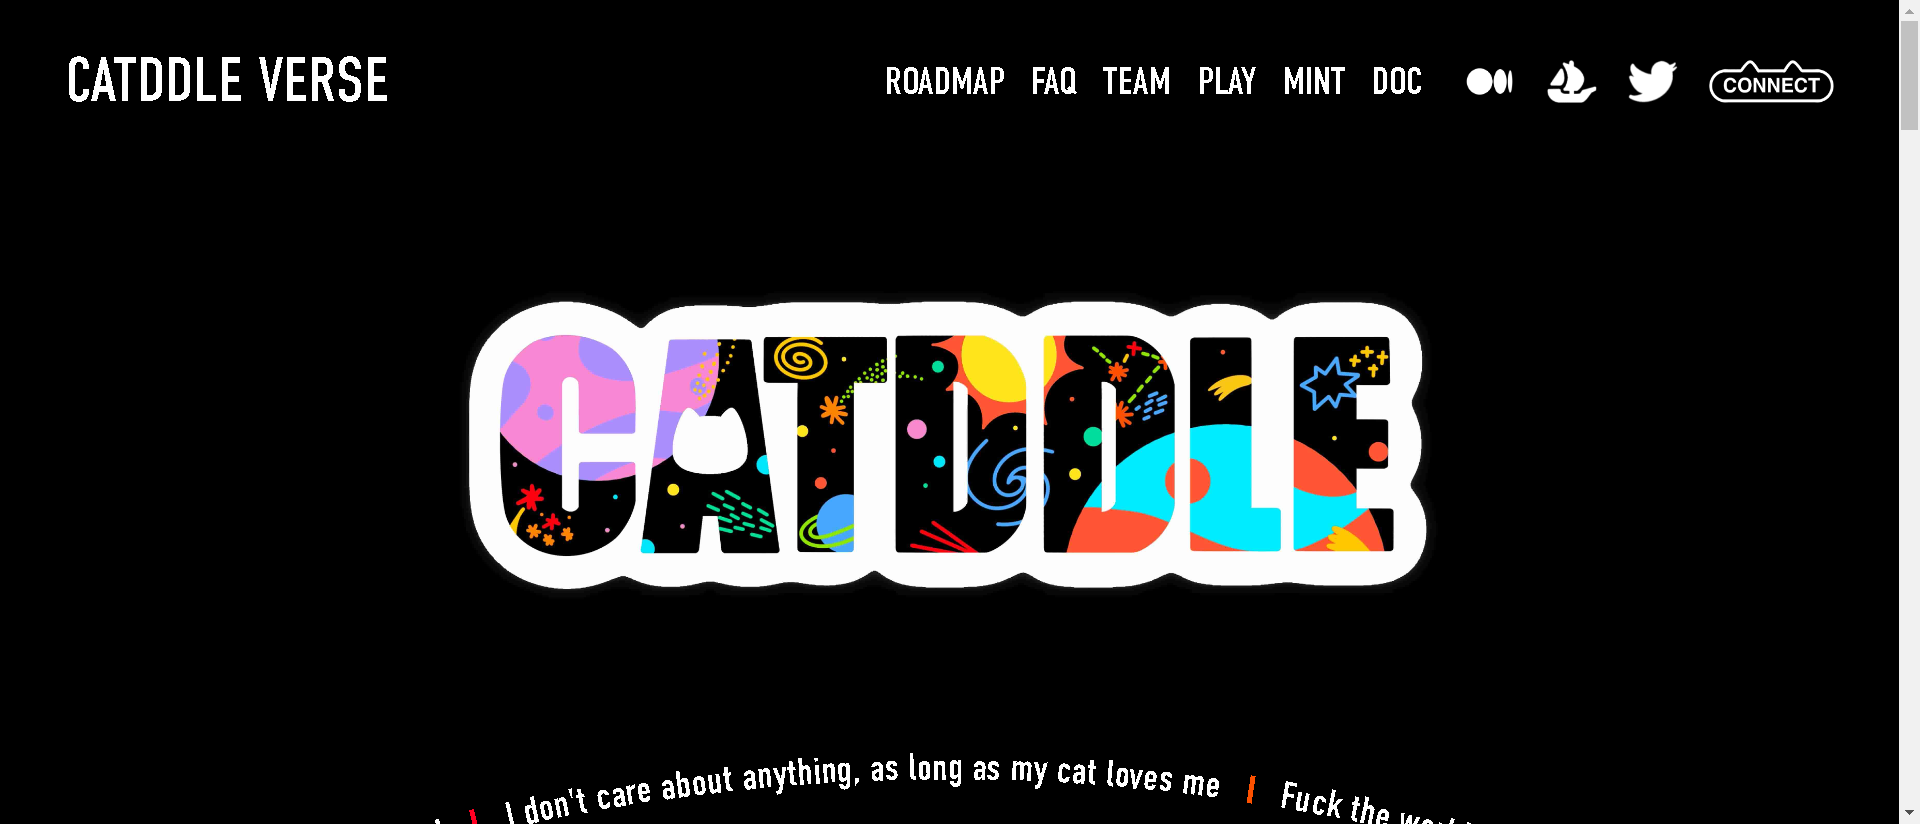 CATDDLE VERSE
ROADMAP FAQ TEAM PLAY MINT DOC CONNECT
CATDDLE
I don't care about anything, as long as my cat loves me | Fuck the